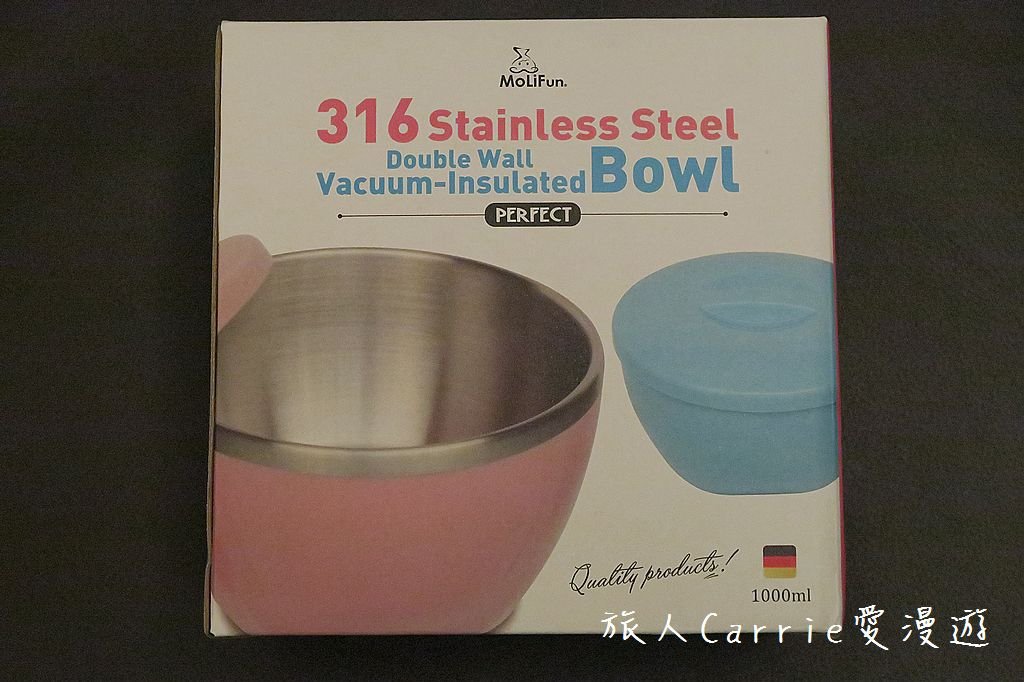 MoLiFun.
316 Stainless Steel
Double Wall
Vacuum-Insulated Bowl
PERFECT
Quality products!
1000ml
旅人Carrie愛漫遊